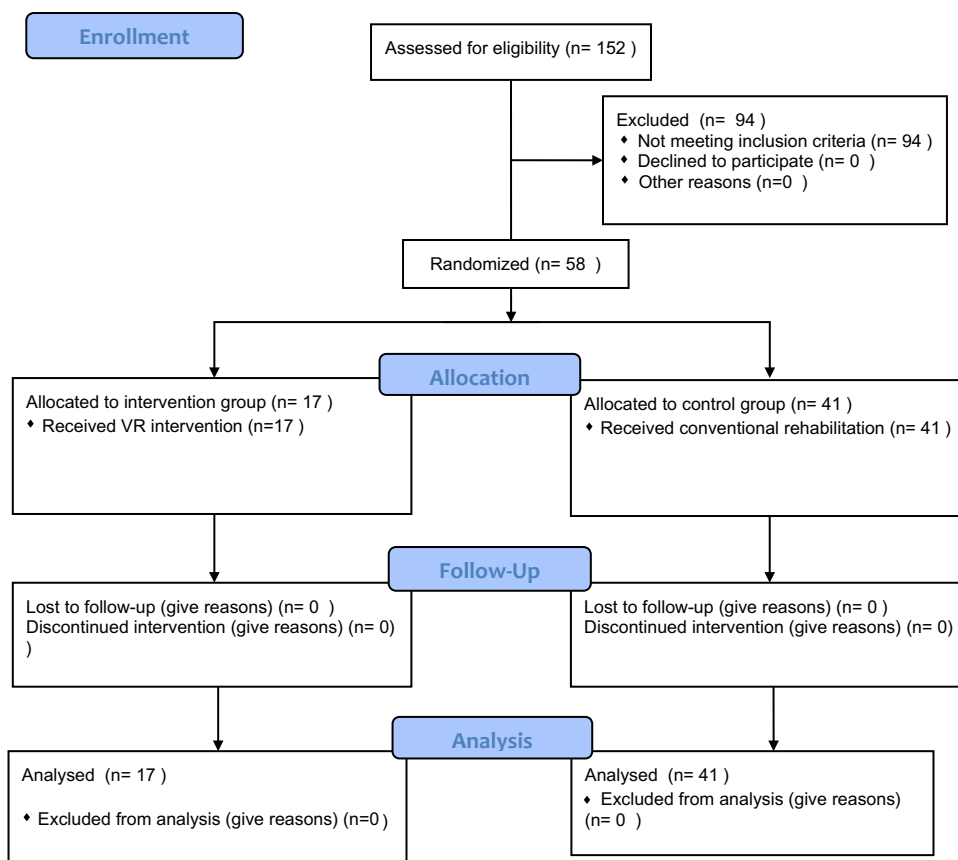 Enrollment
Assessed for eligibility (n= 152 )
Excluded (n= 94 )
♦ Not meeting inclusion criteria (n= 94 )
♦ Declined to participate (n= 0 )
♦ Other reasons (n=0 )
Randomized (n= 58 )
Allocation
Allocated to intervention group (n= 17 )
♦ Received VR intervention (n=17 )
Allocated to control group (n= 41 )
♦ Received conventional rehabilitation (n= 41 )
Follow-Up
Lost to follow-up (give reasons) (n= 0 )
Discontinued intervention (give reasons) (n= 0)
)
Lost to follow-up (give reasons) (n= 0 )
Discontinued intervention (give reasons) (n= 0)
Analysis
Analysed (n= 17 )
♦ Excluded from analysis (give reasons) (n=0 )
Analysed (n= 41 )
♦ Excluded from analysis (give reasons)
(n= 0 )